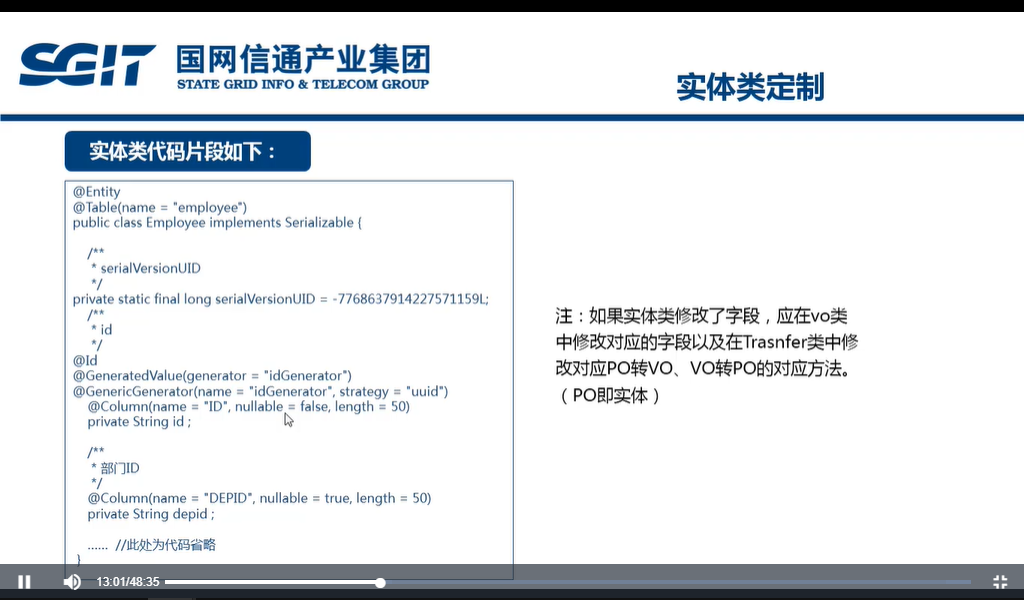 SGIT 国网信通产业集团
STATE GRID INFO & TELECOM GROUP
实体类定制
实体类代码片段如下：
@Entity
@Table(name = "employee")
public class Employee implements Serializable {
/**
* serialVersionUID
*/
private static final long serialVersionUID = -7768637914227571159L;
/**
* id
*/
@Id
@GeneratedValue(generator = "idGenerator")
@GenericGenerator(name = "idGenerator", strategy = "uuid")
@Column(name = "ID", nullable = false, length = 50)
private String id ;
/**
* 部门ID
*/
@Column(name = "DEPID", nullable = true, length = 50)
private String depid ;
...... //此处为代码省略
}
注：如果实体类修改了字段，应在vo类
中修改对应的字段以及在Trasnfer类中修
改对应PO转VO、VO转PO的对应方法。
（PO即实体）
13:01/48:35